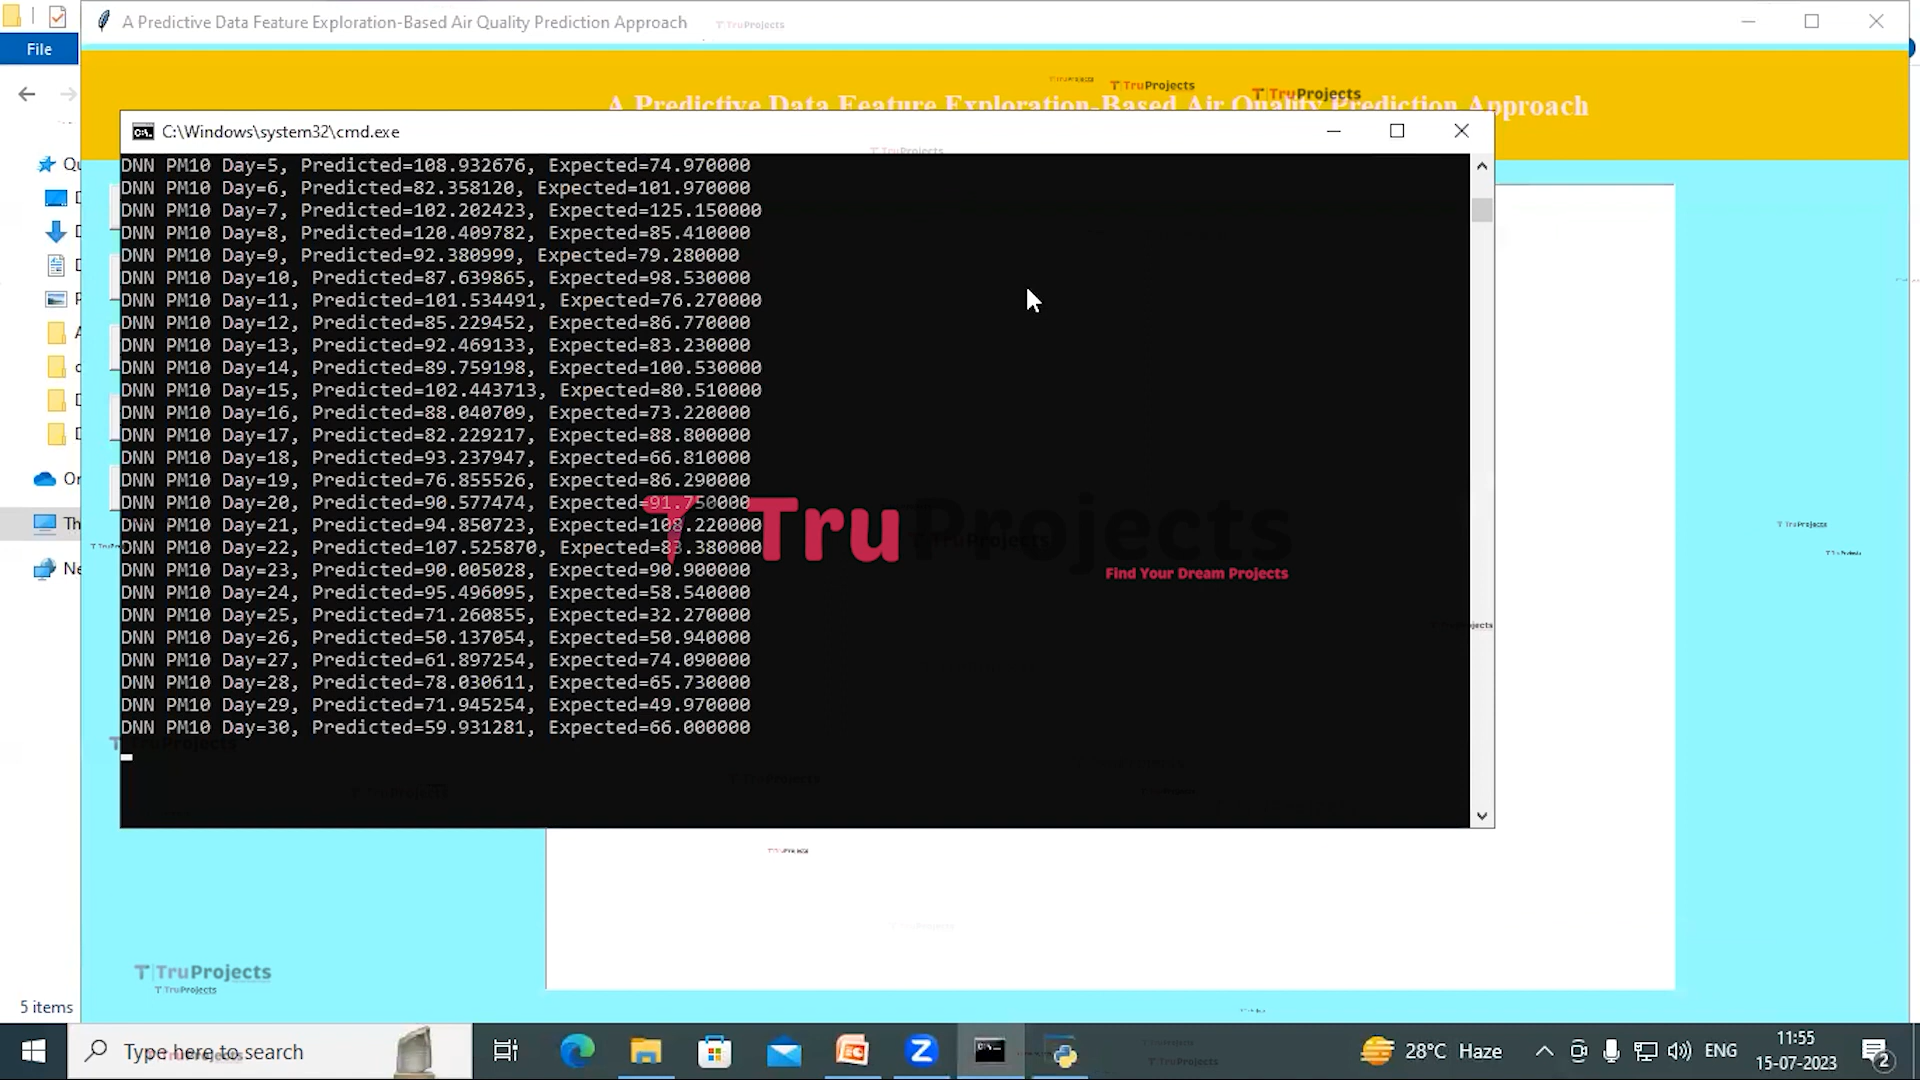 A Predictive Data Feature Exploration-Based Air Quality Prediction Approach
TruProjects
File
TruProjects
TruProjects
TruProjects
A Predictive Data Feature Exploration-Based Air Quality Prediction Approach
C:\Windows\system32\cmd.exe
TruProjects
DNN PM10 Day=5, Predicted=108.932676, Expected=74.970000
DNN PM10 Day=6, Predicted=82.358120, Expected=101.970000
DNN PM10 Day=7, Predicted=102.202423, Expected=125.150000
DNN PM10 Day=8, Predicted=120.409782, Expected=85.410000
DNN PM10 Day=9, Predicted=92.380999, Expected=79.280000
DNN PM10 Day=10, Predicted=87.639865, Expected=98.530000
DNN PM10 Day=11, Predicted=101.534491, Expected=76.270000
DNN PM10 Day=12, Predicted=85.229452, Expected=86.770000
DNN PM10 Day=13, Predicted=92.469133, Expected=83.230000
DNN PM10 Day=14, Predicted=89.759198, Expected=100.530000
DNN PM10 Day=15, Predicted=102.443713, Expected=80.510000
DNN PM10 Day=16, Predicted=88.040709, Expected=73.220000
DNN PM10 Day=17, Predicted=82.229217, Expected=88.800000
DNN PM10 Day=18, Predicted=93.237947, Expected=66.810000
DNN PM10 Day=19, Predicted=76.855526, Expected=86.290000
DNN PM10 Day=20, Predicted=90.577474, Expected=91.750000
DNN PM10 Day=21, Predicted=94.850723, Expected=108.220000
DNN PM10 Day=22, Predicted=107.525870, Expected=83.380000
DNN PM10 Day=23, Predicted=90.005028, Expected=90.900000
DNN PM10 Day=24, Predicted=95.496095, Expected=58.540000
DNN PM10 Day=25, Predicted=71.260855, Expected=32.270000
DNN PM10 Day=26, Predicted=50.137054, Expected=50.940000
DNN PM10 Day=27, Predicted=61.897254, Expected=74.090000
DNN PM10 Day=28, Predicted=78.030611, Expected=65.730000
DNN PM10 Day=29, Predicted=71.945254, Expected=49.970000
DNN PM10 Day=30, Predicted=59.931281, Expected=66.000000
TruProjects
Find Your Dream Projects
TruProjects
TruProjects
TruProjects
TruProjects
TruProjects
TruProjects
5 items
Type here to search
28°C Haze
ENG
11:55
15-07-2023
2